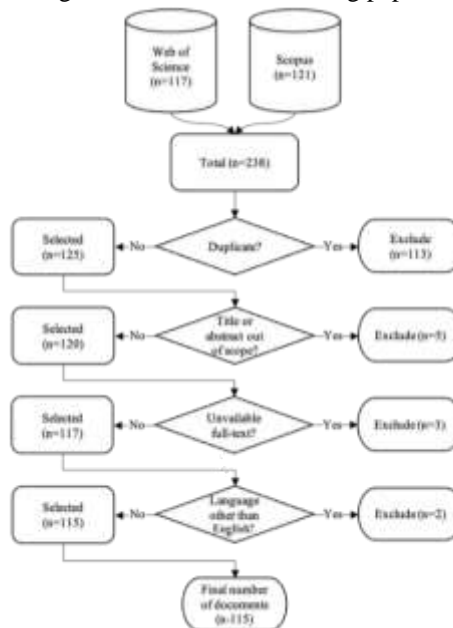 Web of
Science
(n=117)
Scopus
(n=121)
Total (n=238)
Duplicate?
No
Yes
Selected
(n=125)
Exclude
(n=113)
Title or
abstract out
of scope?
No
Yes
Selected
(n=120)
Exclude (n=5)
Unvailable
full-text?
No
Yes
Selected
(n=117)
Exclude (n=3)
Language
other than
English?
No
Yes
Selected
(n=115)
Exclude (n=2)
Final number
of documents
(n-115)